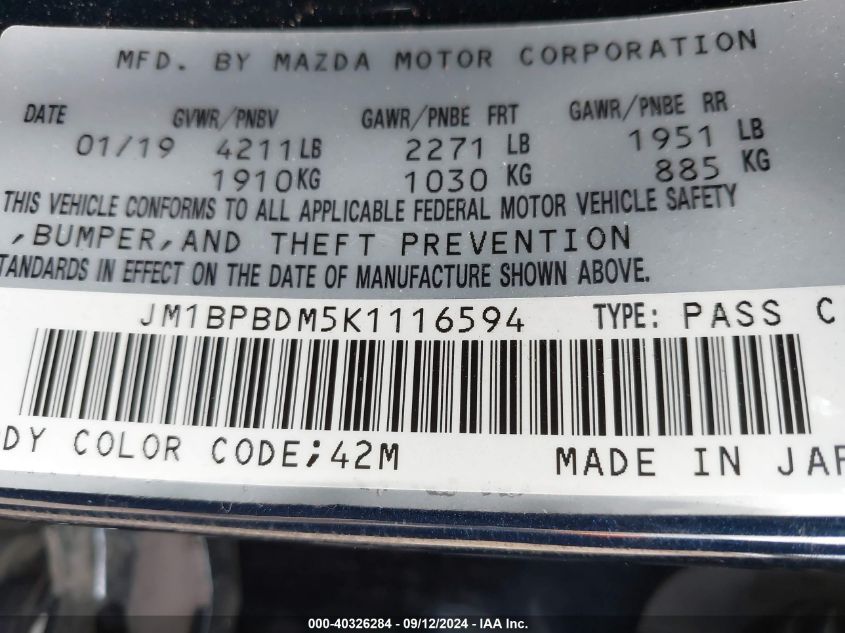 MFD. BY MAZDA MOTOR CORPORATION
DATE GVWR/PNBV GAWR/PNBE FRT GAWR/PNBE RR
01/19 4211LB 2271 LB 1951 LB
1910KG 1030 KG 885 KG
THIS VEHICLE CONFORMS TO ALL APPLICABLE FEDERAL MOTOR VEHICLE SAFETY
,BUMPER,AND THEFT PREVENTION
TANDARDS IN EFFECT ON THE DATE OF MANUFACTURE SHOWN ABOVE.
JM1BPBDM5K1116594 TYPE: PASS C
DY COLOR CODE;42M MADE IN JAP
000-40326284 - 09/12/2024 - IAA Inc.